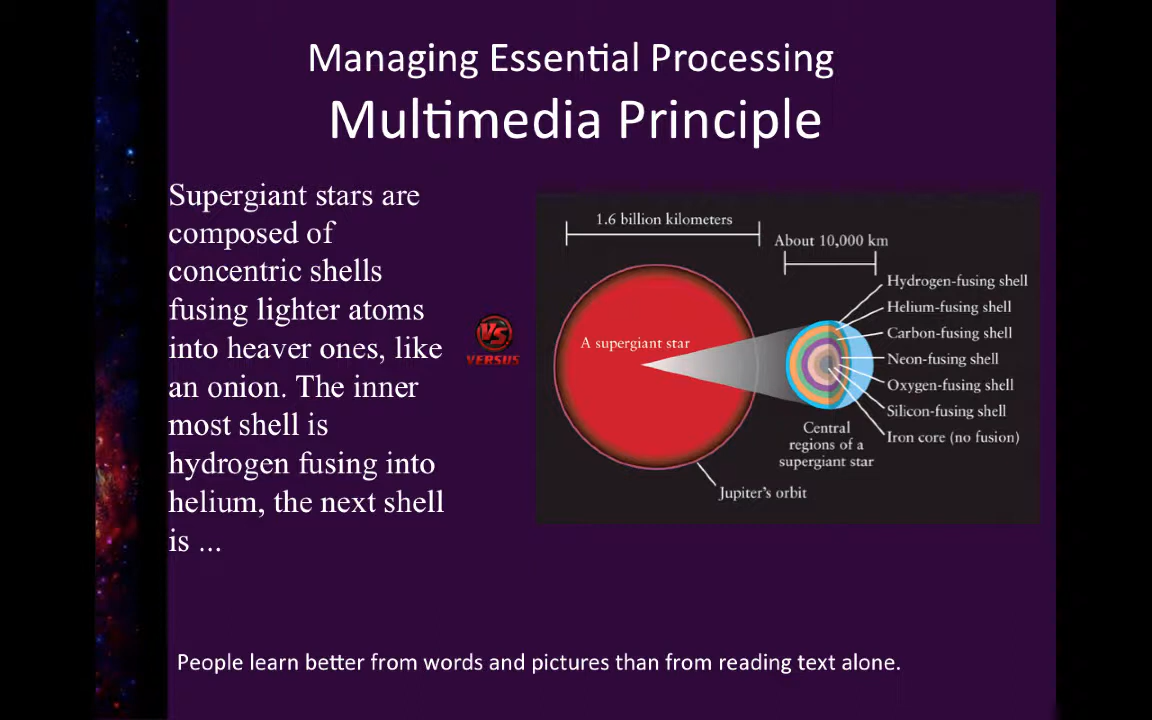 Managing Essential Processing
Multimedia Principle
Supergiant stars are
composed of
concentric shells
fusing lighter atoms
into heaver ones, like
an onion. The inner
most shell is
hydrogen fusing into
helium, the next shell
is ...
VS
VERSUS
1.6 billion kilometers
About 10,000 km
Hydrogen-fusing shell
Helium-fusing shell
Carbon-fusing shell
Neon-fusing shell
Oxygen-fusing shell
Silicon-fusing shell
Iron core (no fusion)
A supergiant star
Central
regions of a
supergiant star
Jupiter's orbit
People learn better from words and pictures than from reading text alone.